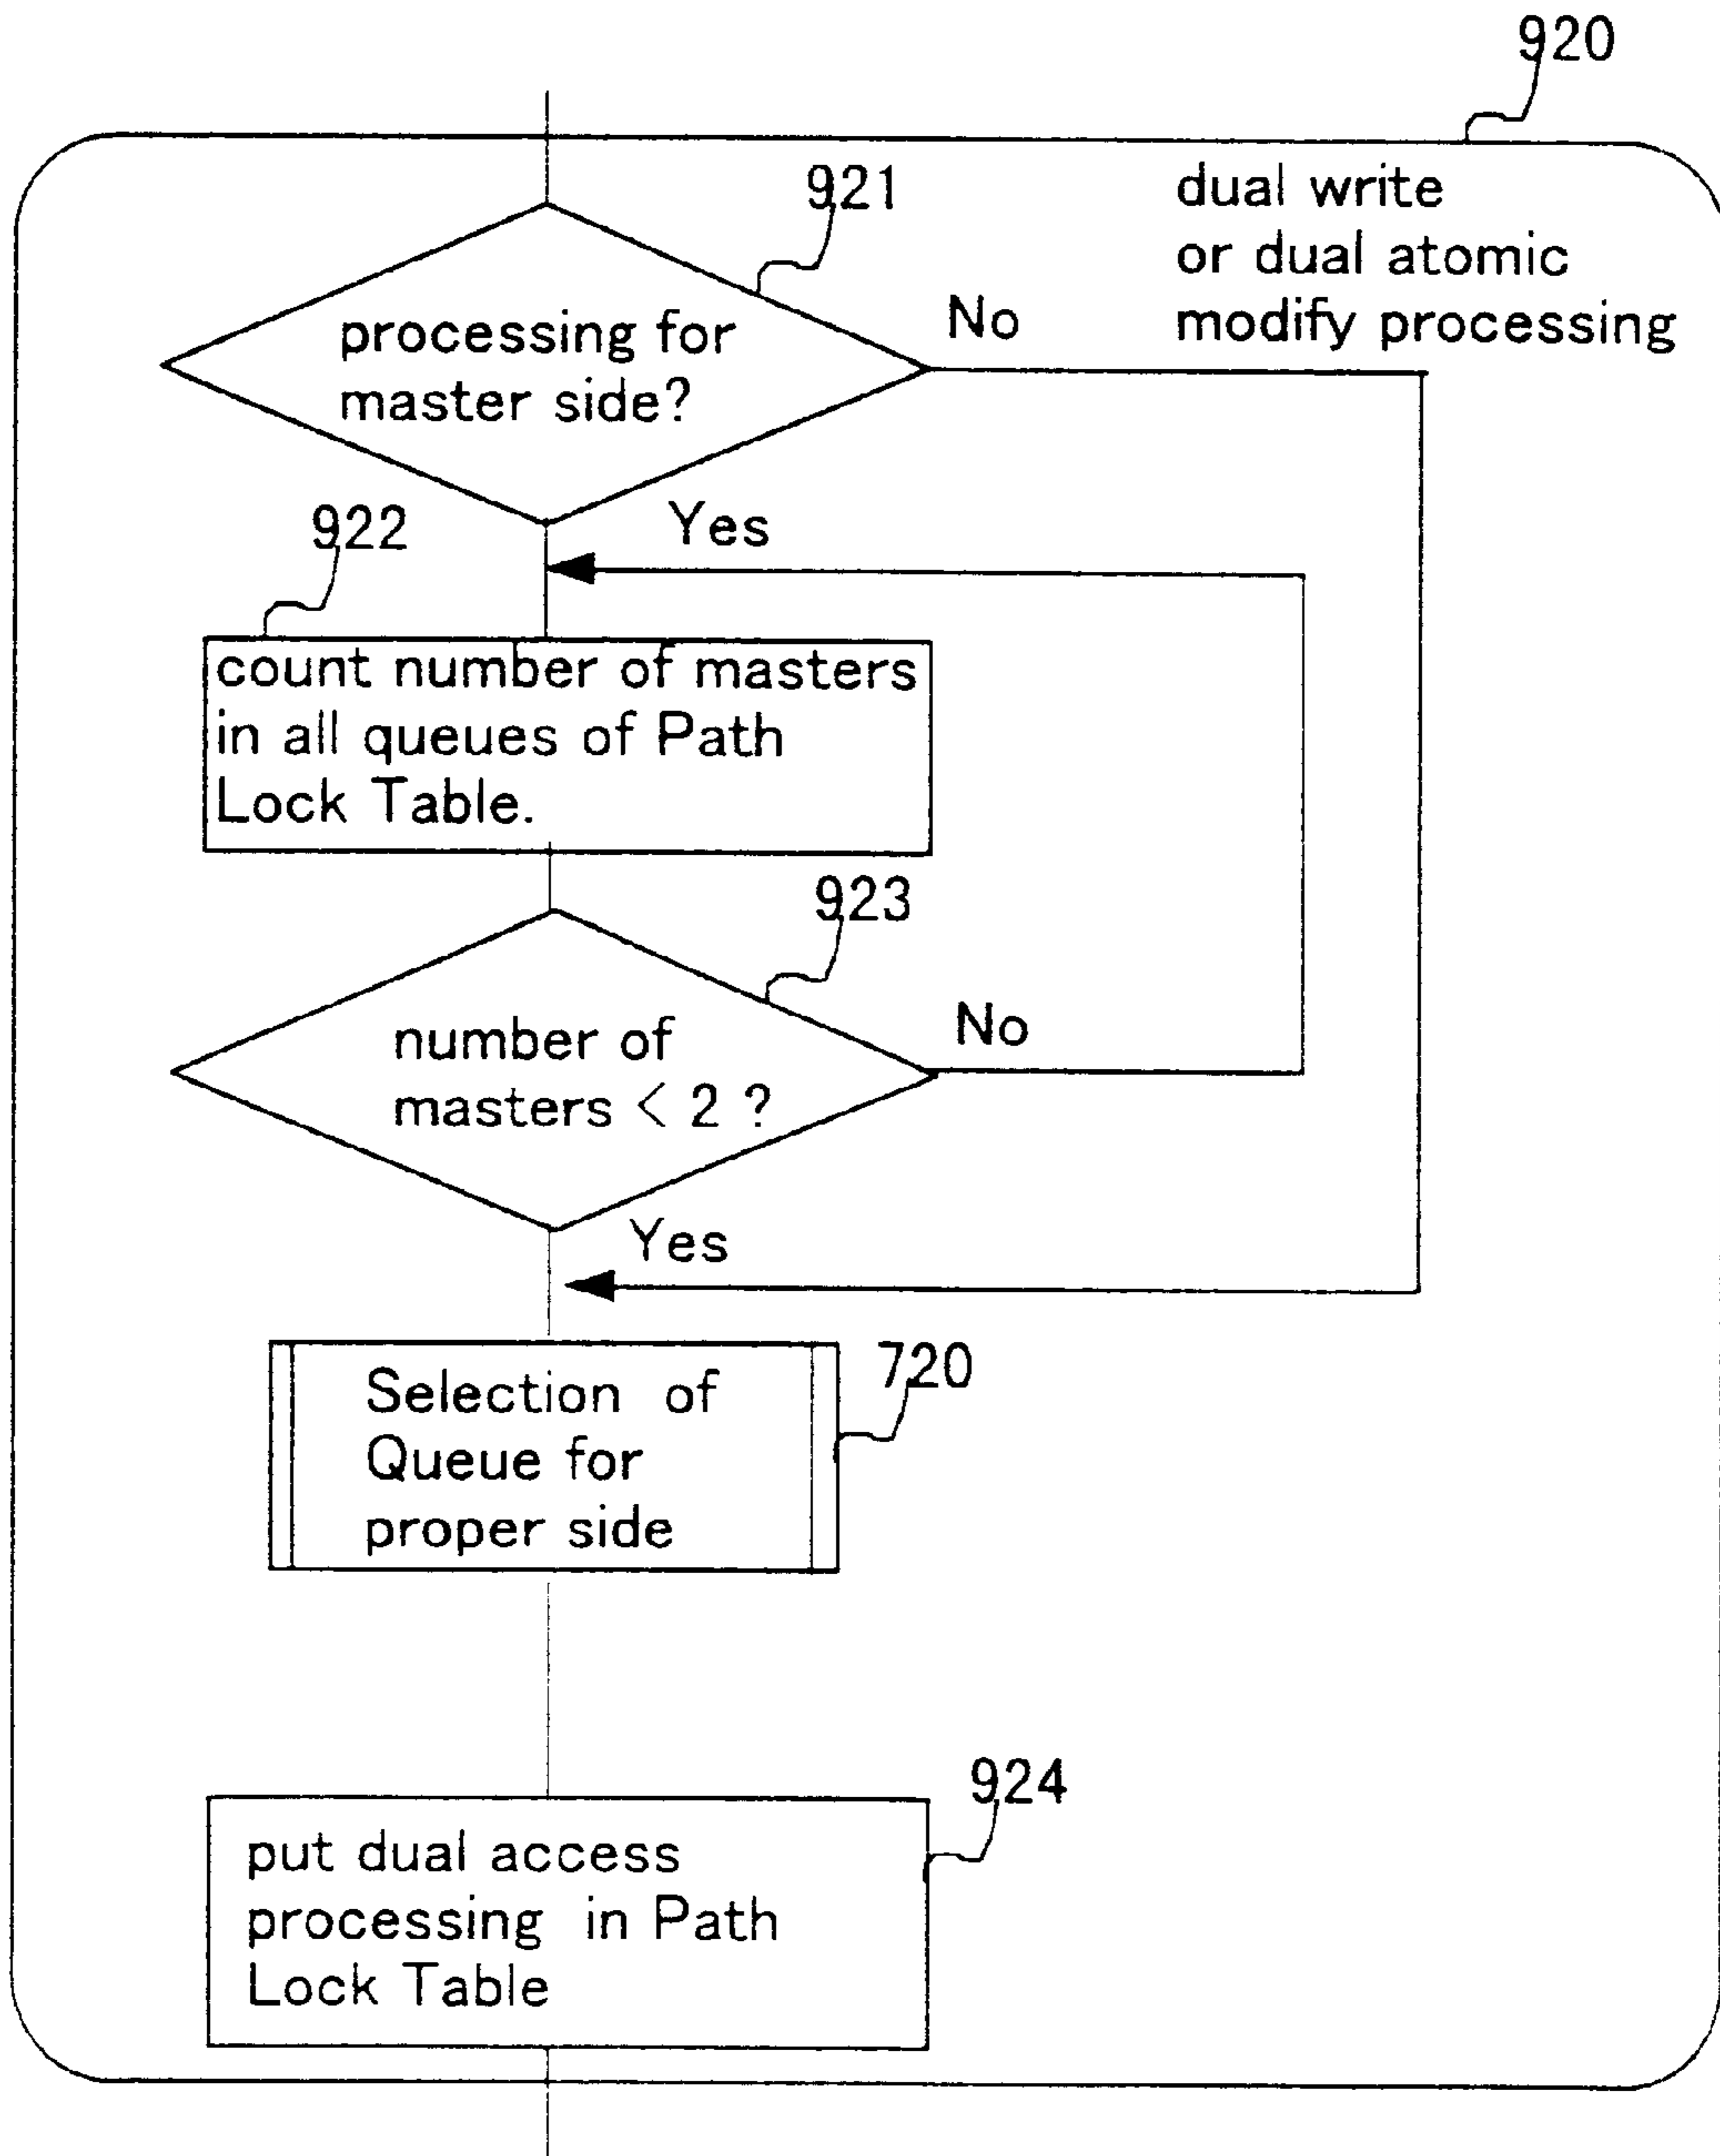 920
921
dual write
or dual atomic
modify processing
processing for
master side?
No
Yes
922
count number of masters
in all queues of Path
Lock Table.
923
number of
masters < 2 ?
No
Yes
720
Selection of
Queue for
proper side
924
put dual access
processing in Path
Lock Table